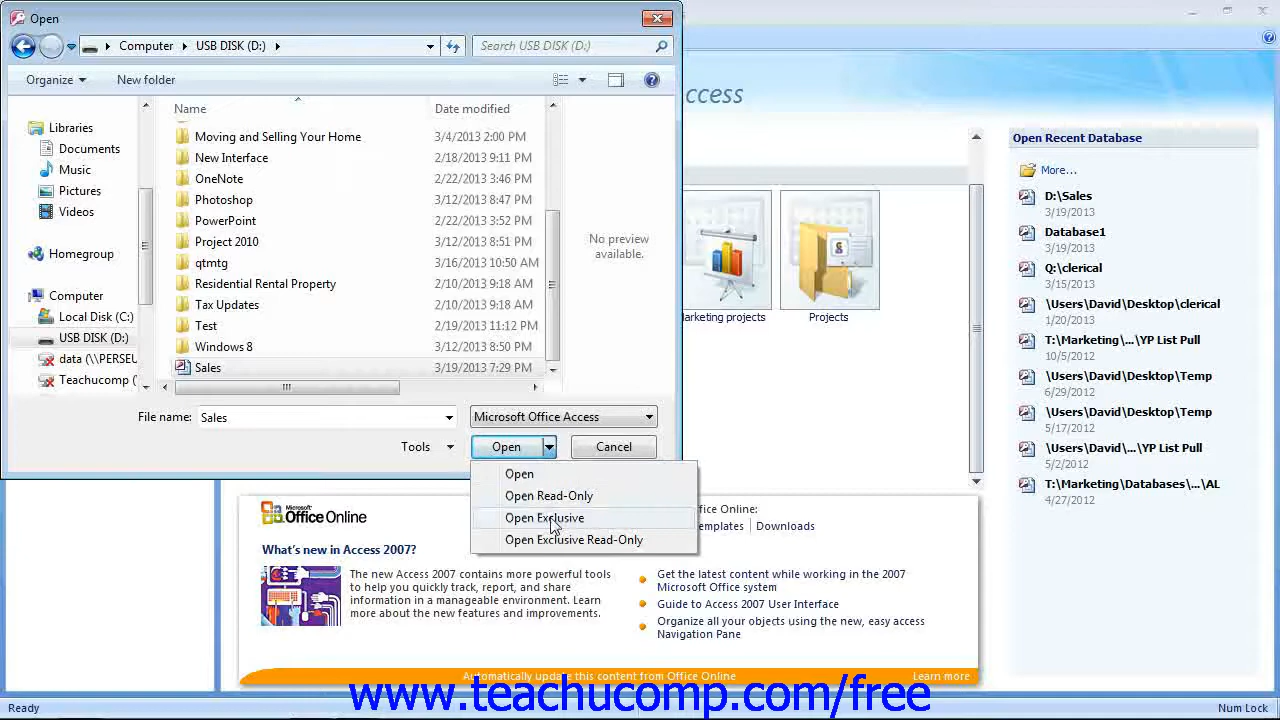 Open
Computer
USB DISK (D:)
Search USB DISK (D:)
Organize
New folder
Name
Date modified
Libraries
Documents
Music
Pictures
Videos
Homegroup
Computer
Local Disk (C:)
USB DISK (D:)
data (\\PERSEU
Teachucomp (
Moving and Selling Your Home 3/4/2013 2:00 PM
New Interface 2/18/2013 9:11 PM
OneNote 2/22/2013 3:46 PM
Photoshop 3/12/2013 8:47 PM
PowerPoint 2/22/2013 3:52 PM
Project 2010 3/12/2013 8:51 PM
qtmtg 3/16/2013 10:50 AM
Residential Rental Property 2/10/2013 9:18 AM
Tax Updates 2/10/2013 9:18 AM
Test 2/19/2013 11:12 PM
Windows 8 3/12/2013 8:50 PM
Sales 3/19/2013 7:29 PM
No preview
available.
File name: Sales
Microsoft Office Access
Tools
Open
Cancel
Open
Open Read-Only
Open Exclusive
Open Exclusive Read-Only
ccess
arketing projects
Projects
Open Recent Database
More...
D:\Sales
3/19/2013
Database1
3/19/2013
Q:\clerical
3/15/2013
\Users\David\Desktop\clerical
1/20/2013
T:\Marketing\...\YP List Pull
10/5/2012
\Users\David\Desktop\Temp
6/29/2012
\Users\David\Desktop\Temp
5/17/2012
\Users\David\...\YP List Pull
5/2/2012
T:\Marketing\Databases\...\AL
4/27/2012
Microsoft
Office Online
ffice Online:
emplates | Downloads
What's new in Access 2007?
The new Access 2007 contains more powerful tools
to help you quickly track, report, and share
information in a manageable environment. Learn
more about the new features and improvements.
Get the latest content while working in the 2007
Microsoft Office system
Guide to Access 2007 User Interface
Organize all your objects using the new, easy access
Navigation Pane
Automatically update this content from Office Online
Learn more
www.teachucomp.com/free
Ready
Num Lock